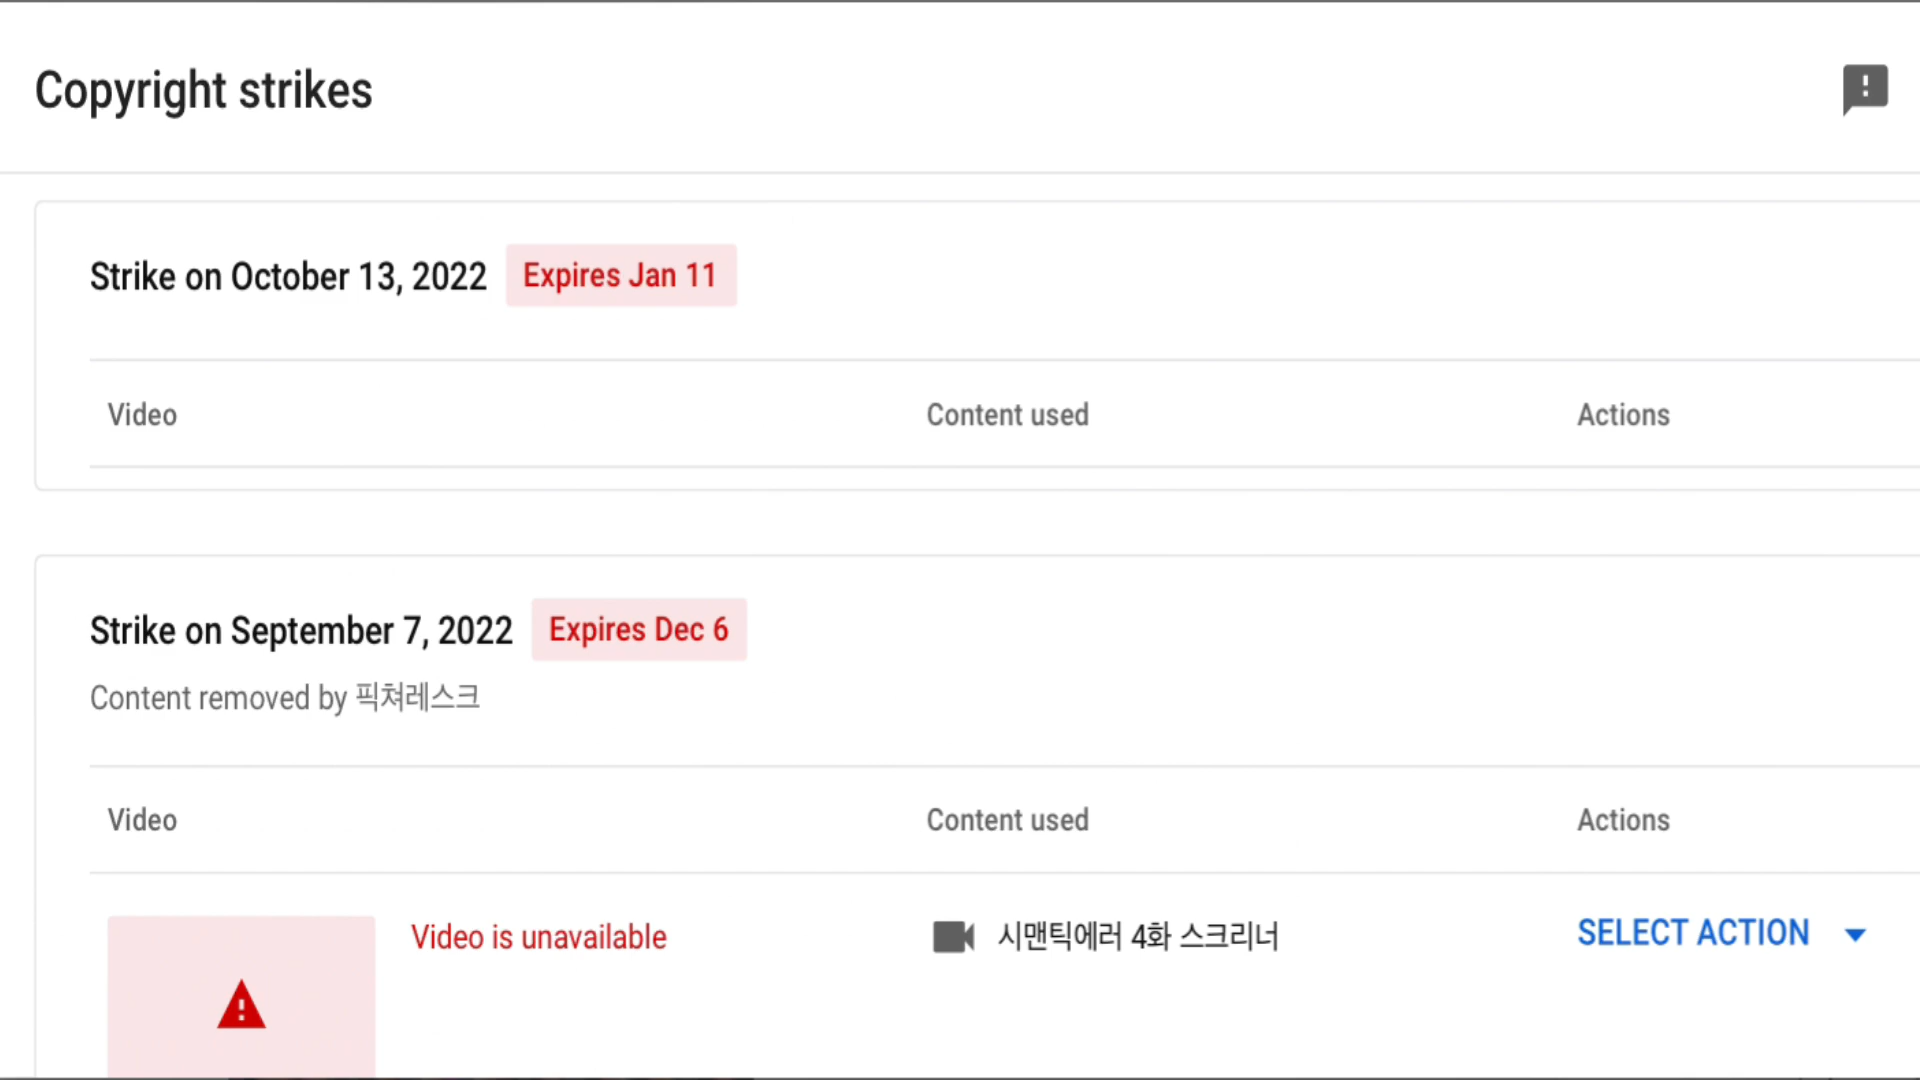 Copyright strikes
Strike on October 13, 2022 Expires Jan 11
Video Content used Actions
Strike on September 7, 2022 Expires Dec 6
Content removed by 픽쳐레스크
Video Content used Actions
Video is unavailable 시맨틱에러 4화 스크리너 SELECT ACTION